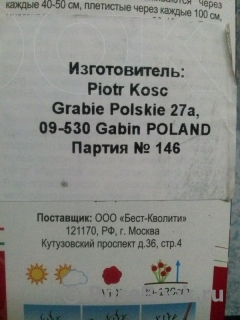 каждые 40-50 см, плетистые через каждые 100 см,
Изготовитель:
Piotr Kosc
Grabie Polskie 27a,
09-530 Gabin POLAND
Партия № 146
Поставщик: ООО «Бест-Кволити»
121170, РФ, г. Москва
Кутузовский проспект д.36, стр.4